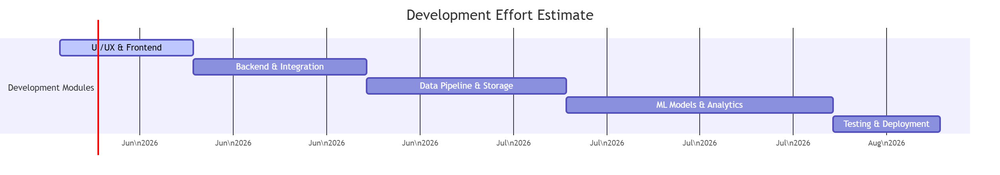 Development Effort Estimate
UI/UX & Frontend
Backend & Integration
Data Pipeline & Storage
Development Modules
ML Models & Analytics
Testing & Deployment
Jun\n2026
Jun\n2026
Jun\n2026
Jun\n2026
Jul\n2026
Jul\n2026
Jul\n2026
Jul\n2026
Aug\n2026